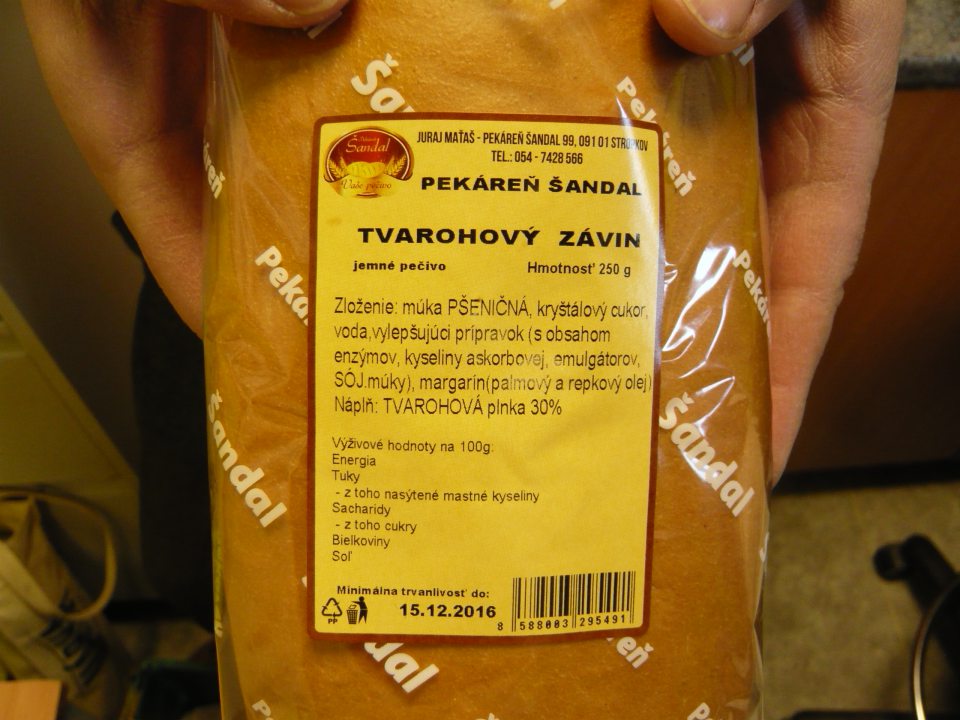 JURAJ MAŤAŠ - PEKÁREŇ ŠANDAL 99, 091 01 STROPKOV
TEL.: 054 - 7428 566
Šandal
Vaše pečivo
PEKÁREŇ ŠANDAL
TVAROHOVÝ ZÁVIN
jemné pečivo Hmotnosť 250 g
Zloženie: múka PŠENIČNÁ, kryštálový cukor,
voda,vylepšujúci prípravok (s obsahom
enzýmov, kyseliny askorbovej, emulgátorov,
SÓJ.múky), margarín(palmový a repkový olej)
Náplň: TVAROHOVÁ plnka 30%
Výživové hodnoty na 100g:
Energia
Tuky
- z toho nasýtené mastné kyseliny
Sacharidy
- z toho cukry
Bielkoviny
Soľ
Minimálna trvanlivosť do:
15.12.2016
PP
8 588003 295491
Šandal
Šandal